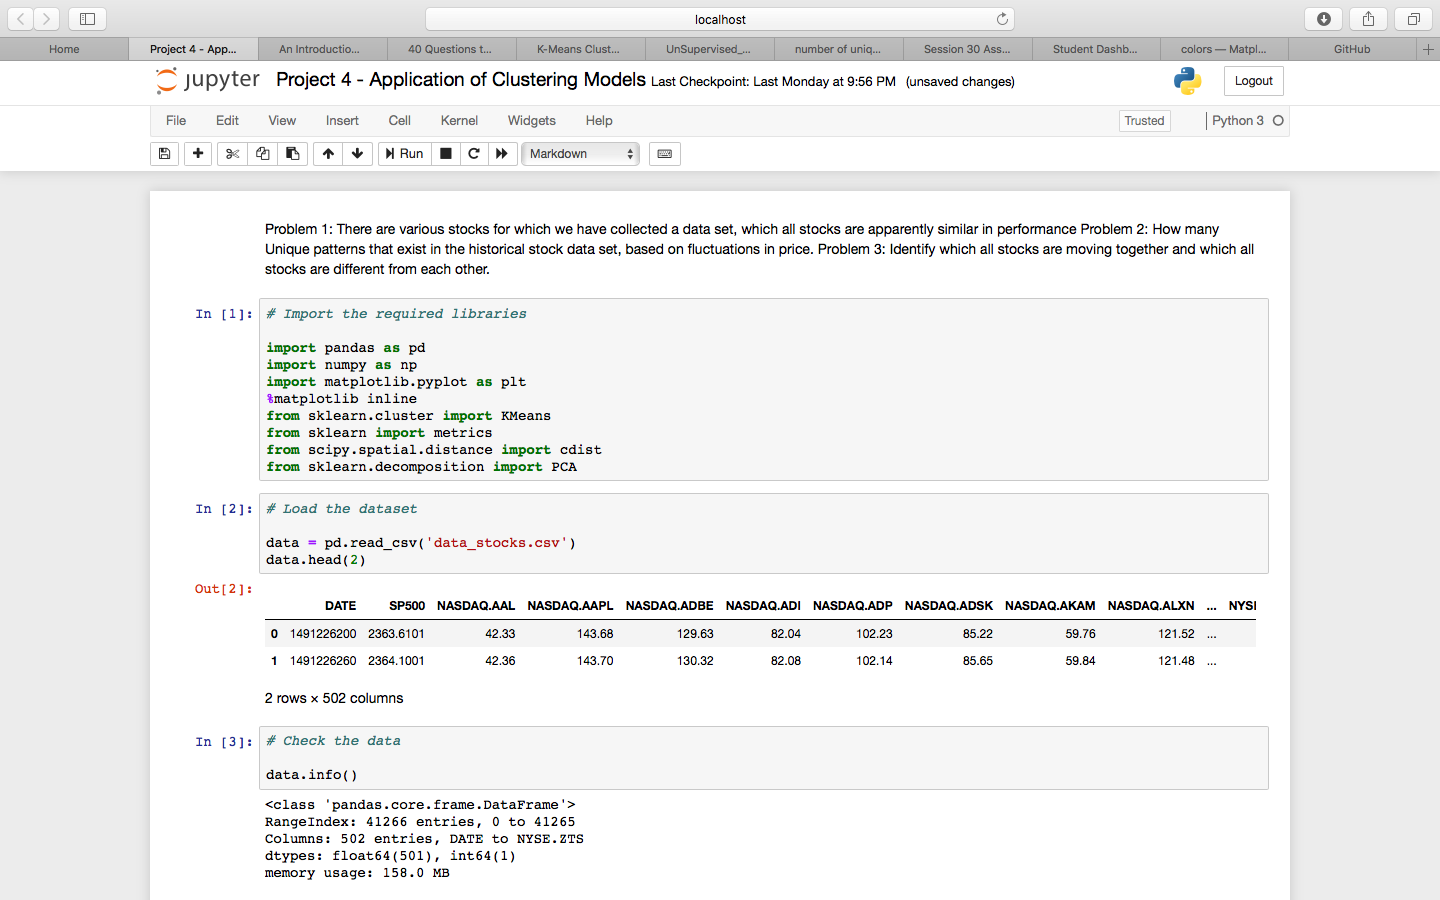 localhost
Home Project 4 - App... An Introductio... 40 Questions t... K-Means Clust... UnSupervised_... number of uniq... Session 30 Ass... Student Dashb... colors — Matpl... GitHub
jupyter Project 4 - Application of Clustering Models Last Checkpoint: Last Monday at 9:56 PM (unsaved changes) Logout
File Edit View Insert Cell Kernel Widgets Help Trusted Python 3
Run Markdown
Problem 1: There are various stocks for which we have collected a data set, which all stocks are apparently similar in performance Problem 2: How many
Unique patterns that exist in the historical stock data set, based on fluctuations in price. Problem 3: Identify which all stocks are moving together and which all
stocks are different from each other.
In [1]: # Import the required libraries
import pandas as pd
import numpy as np
import matplotlib.pyplot as plt
%matplotlib inline
from sklearn.cluster import KMeans
from sklearn import metrics
from scipy.spatial.distance import cdist
from sklearn.decomposition import PCA
In [2]: # Load the dataset
data = pd.read_csv('data_stocks.csv')
data.head(2)
Out[2]:
DATE SP500 NASDAQ.AAL NASDAQ.AAPL NASDAQ.ADBE NASDAQ.ADI NASDAQ.ADP NASDAQ.ADSK NASDAQ.AKAM NASDAQ.ALXN ... NYSI
0 1491226200 2363.6101 42.33 143.68 129.63 82.04 102.23 85.22 59.76 121.52 ...
1 1491226260 2364.1001 42.36 143.70 130.32 82.08 102.14 85.65 59.84 121.48 ...
2 rows × 502 columns
In [3]: # Check the data
data.info()
<class 'pandas.core.frame.DataFrame'>
RangeIndex: 41266 entries, 0 to 41265
Columns: 502 entries, DATE to NYSE.ZTS
dtypes: float64(501), int64(1)
memory usage: 158.0 MB